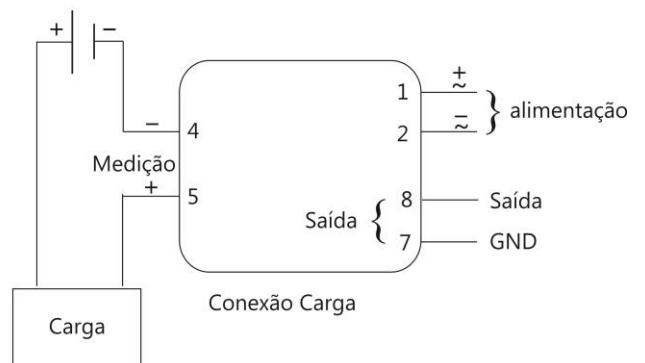 + −
1 + ~
− 4
2 − ~
alimentação
Medição
+ 5
8 Saída
Saída
7 GND
Conexão Carga
Carga